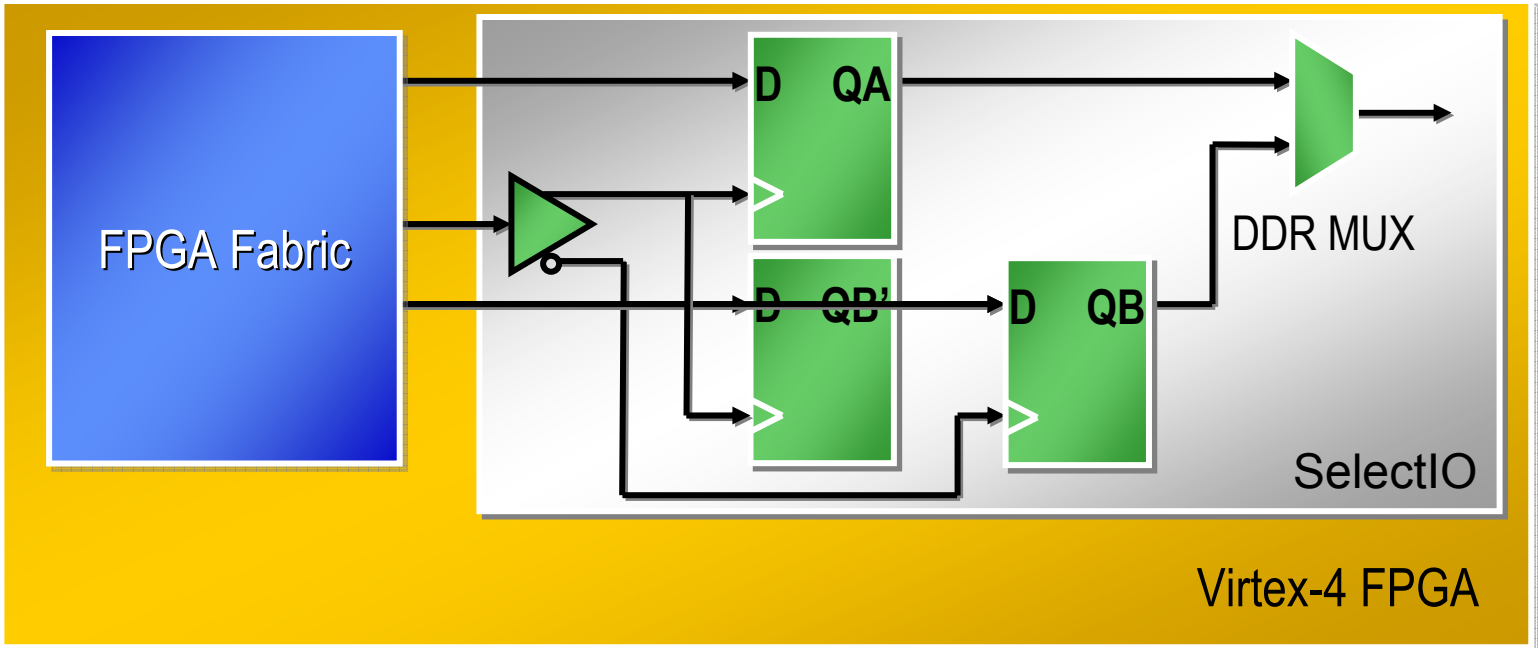 D QA
FPGA Fabric
DDR MUX
D QB’
D QB
SelectIO
Virtex-4 FPGA